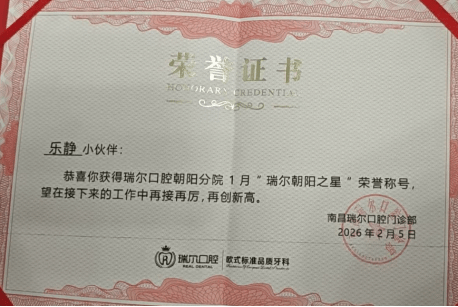 荣誉证书
HONORARY CREDENTIAL
乐静 小伙伴:
恭喜你获得瑞尔口腔朝阳分院 1 月“瑞尔朝阳之星”荣誉称号,
望在接下来的工作中再接再厉,再创新高。
南昌瑞尔口腔门诊部
2026 年 2 月 5 日
瑞尔口腔 欧式标准品质牙科
REAL DENTAL